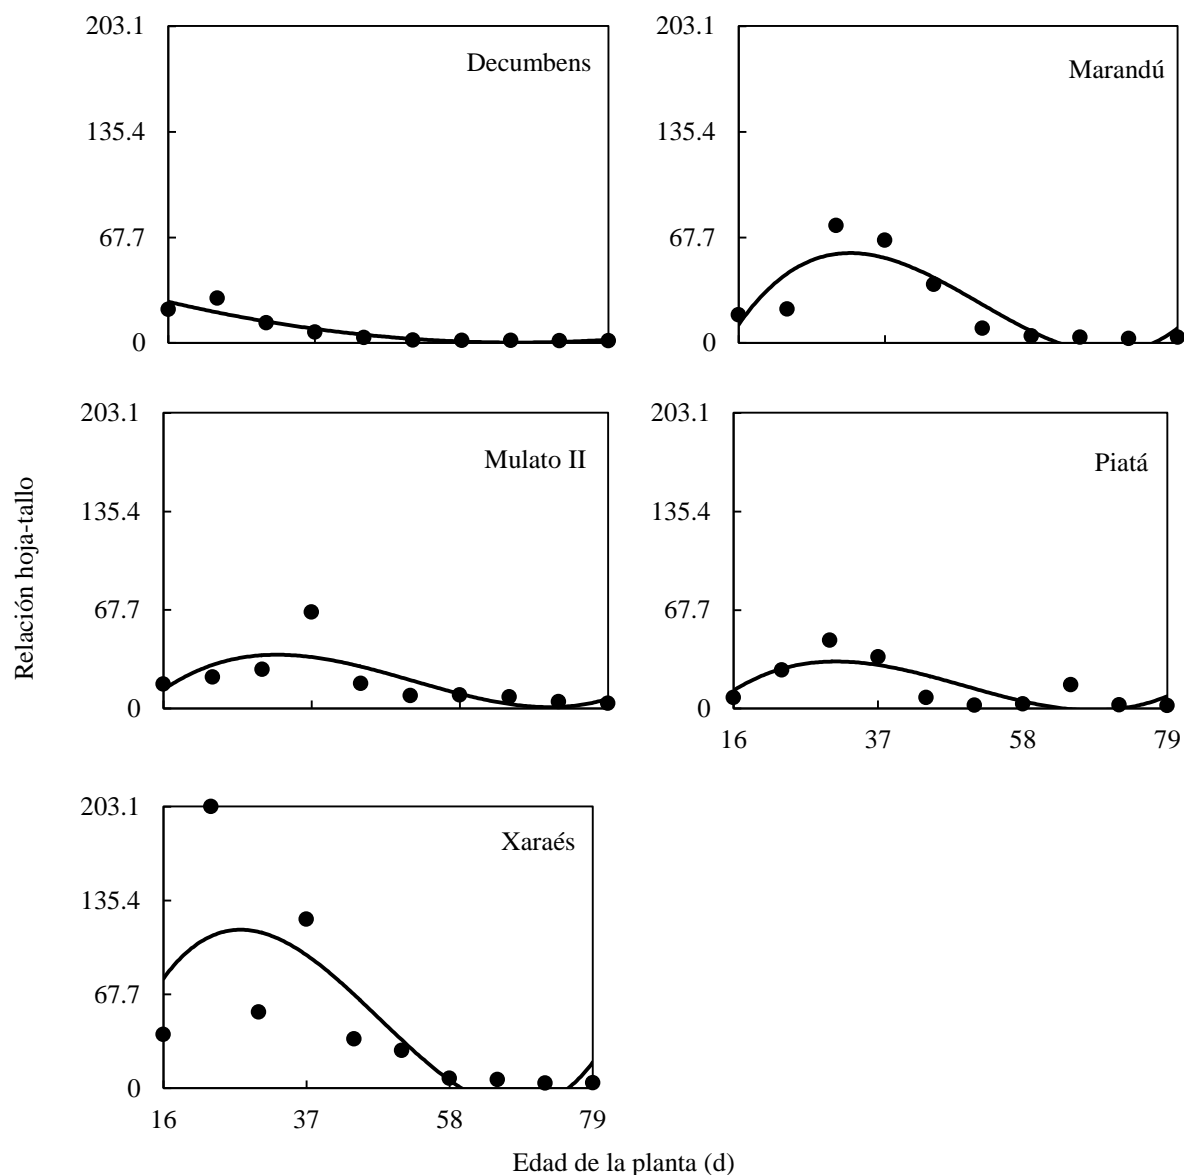 203.1
Decumbens
135.4
67.7
0
203.1
Marandú
135.4
67.7
0
203.1
Mulato II
135.4
67.7
0
203.1
Piatá
135.4
67.7
0
16 37 58 79
Relación hoja-tallo
203.1
Xaraés
135.4
67.7
0
16 37 58 79
Edad de la planta (d)